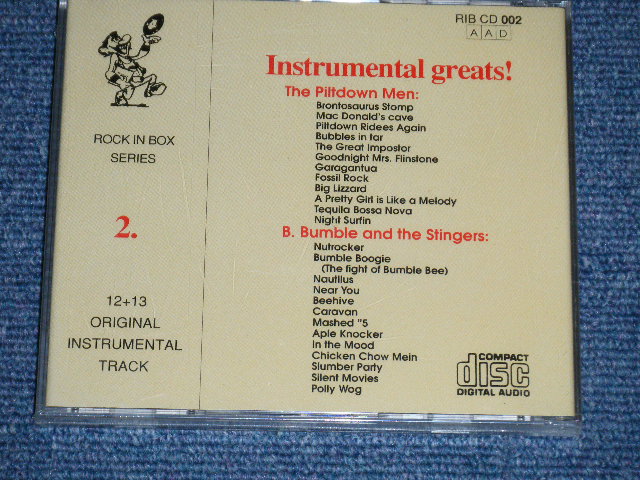 RIB CD 002
A A D
ROCK IN BOX
SERIES
2.
12+13
ORIGINAL
INSTRUMENTAL
TRACK
Instrumental greats!
The Piltdown Men:
Brontosaurus Stomp
Mac Donald's cave
Piltdown Ridees Again
Bubbles in tar
The Great Impostor
Goodnight Mrs. Flinstone
Garagantua
Fossil Rock
Big Lizzard
A Pretty Girl is Like a Melody
Tequila Bossa Nova
Night Surfin
B. Bumble and the Stingers:
Nutrocker
Bumble Boogie
(The fight of Bumble Bee)
Nautilus
Near You
Beehive
Caravan
Mashed "5
Aple Knocker
In the Mood
Chicken Chow Mein
Slumber Party
Silent Movies
Polly Wog
COMPACT
disc
DIGITAL AUDIO